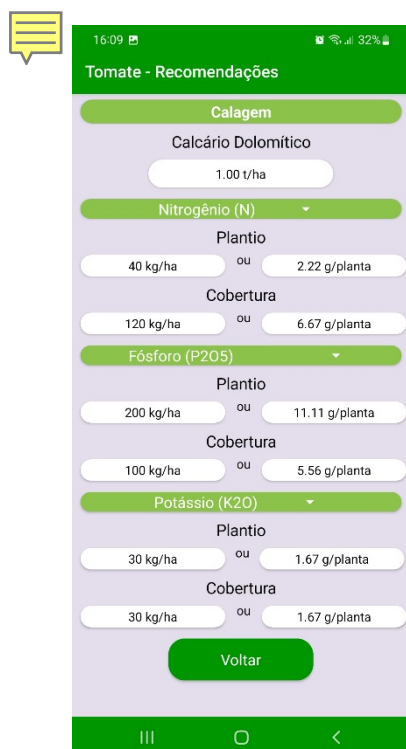 16:09 32%
Tomate - Recomendações
Calagem
Calcário Dolomítico
1.00 t/ha
Nitrogênio (N)
Plantio
40 kg/ha ou 2.22 g/planta
Cobertura
120 kg/ha ou 6.67 g/planta
Fósforo (P2O5)
Plantio
200 kg/ha ou 11.11 g/planta
Cobertura
100 kg/ha ou 5.56 g/planta
Potássio (K2O)
Plantio
30 kg/ha ou 1.67 g/planta
Cobertura
30 kg/ha ou 1.67 g/planta
Voltar